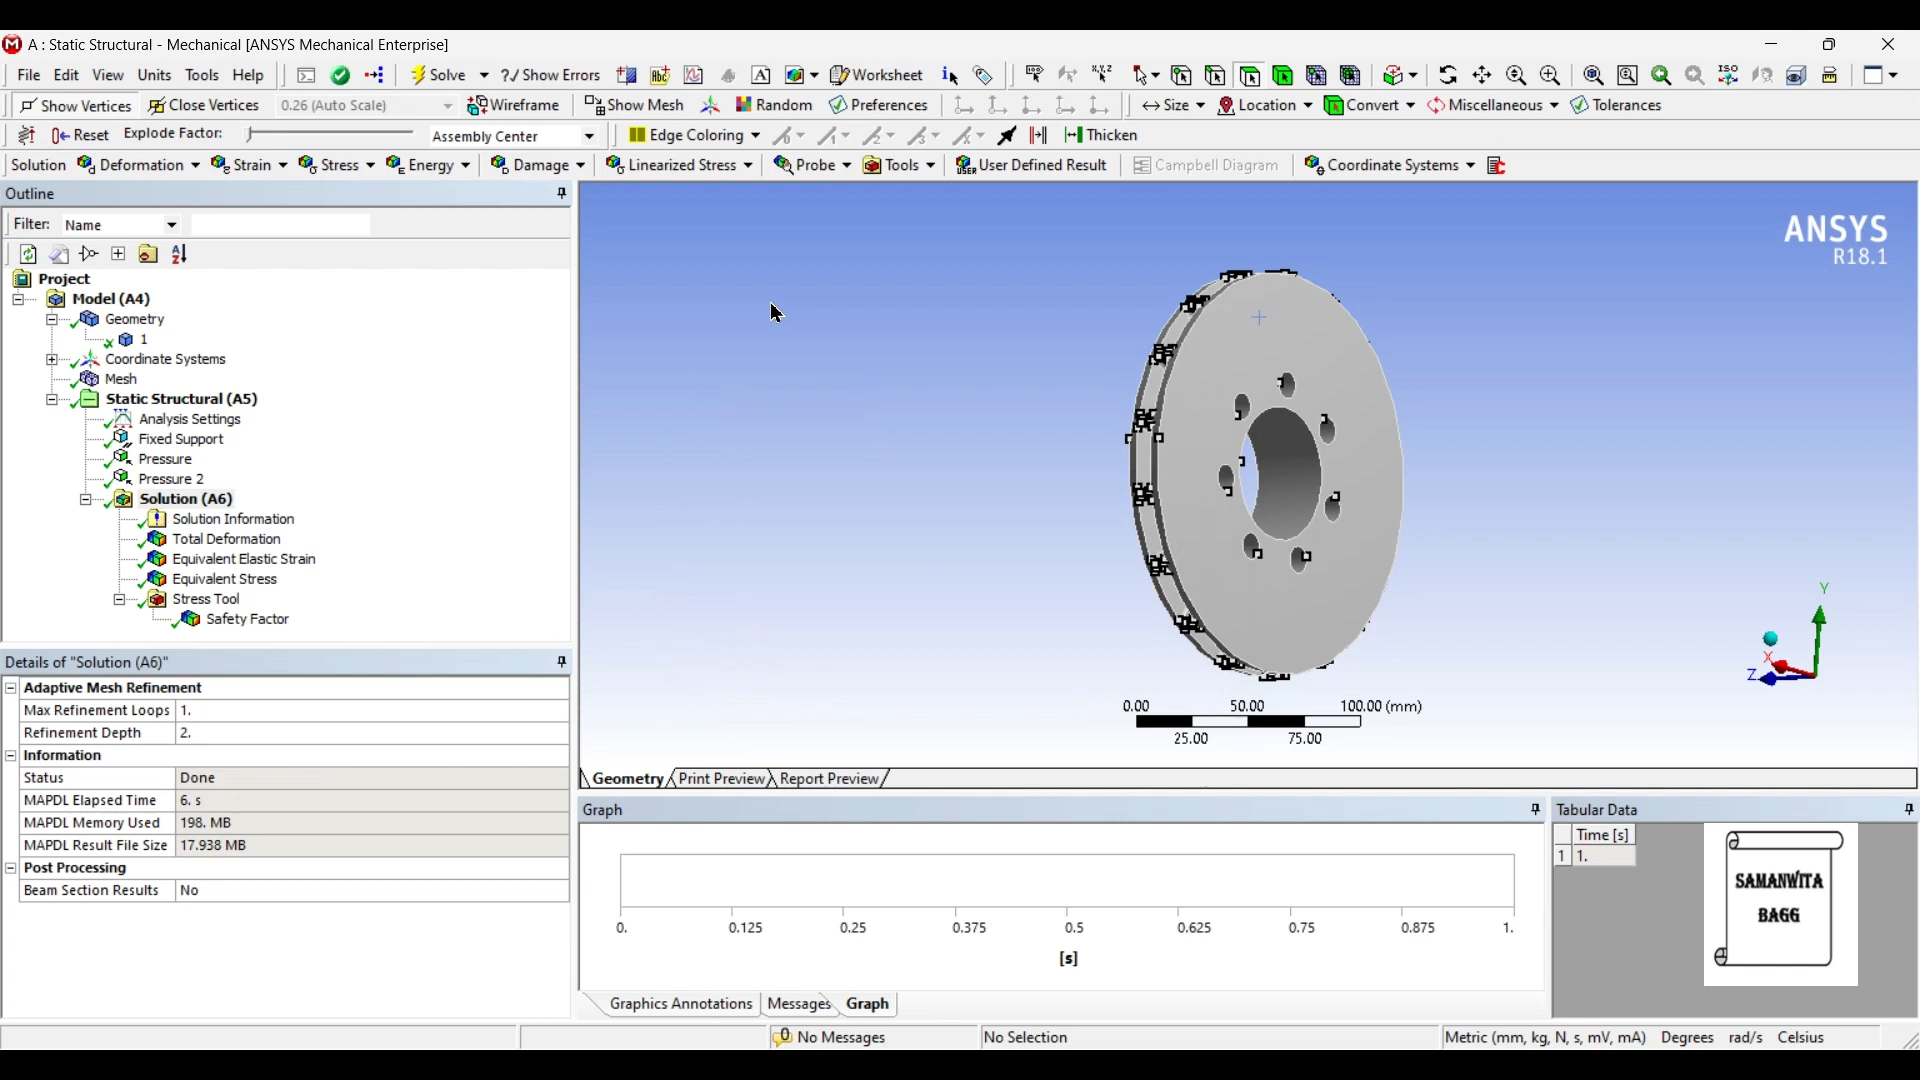 A : Static Structural - Mechanical [ANSYS Mechanical Enterprise]
File Edit View Units Tools Help Solve ?/ Show Errors Worksheet
Show Vertices Close Vertices 0.26 (Auto Scale) Wireframe Show Mesh Random Preferences Size Location Convert Miscellaneous Tolerances
Reset Explode Factor: Assembly Center Edge Coloring Thicken
Solution Deformation Strain Stress Energy Damage Linearized Stress Probe Tools User Defined Result Campbell Diagram Coordinate Systems
Outline
Filter: Name
Project
Model (A4)
Geometry
1
Coordinate Systems
Mesh
Static Structural (A5)
Analysis Settings
Fixed Support
Pressure
Pressure 2
Solution (A6)
Solution Information
Total Deformation
Equivalent Elastic Strain
Equivalent Stress
Stress Tool
Safety Factor
Details of "Solution (A6)"
Adaptive Mesh Refinement
Max Refinement Loops 1.
Refinement Depth 2.
Information
Status Done
MAPDL Elapsed Time 6. s
MAPDL Memory Used 198. MB
MAPDL Result File Size 17.938 MB
Post Processing
Beam Section Results No
ANSYS
R18.1
Y
X
Z
0.00 50.00 100.00 (mm)
25.00 75.00
Geometry Print Preview Report Preview
Graph
0. 0.125 0.25 0.375 0.5 0.625 0.75 0.875 1.
[s]
Graphics Annotations Messages Graph
Tabular Data
Time [s]
1 1.
SAMANWITA
BAGG
0 No Messages No Selection Metric (mm, kg, N, s, mV, mA) Degrees rad/s Celsius